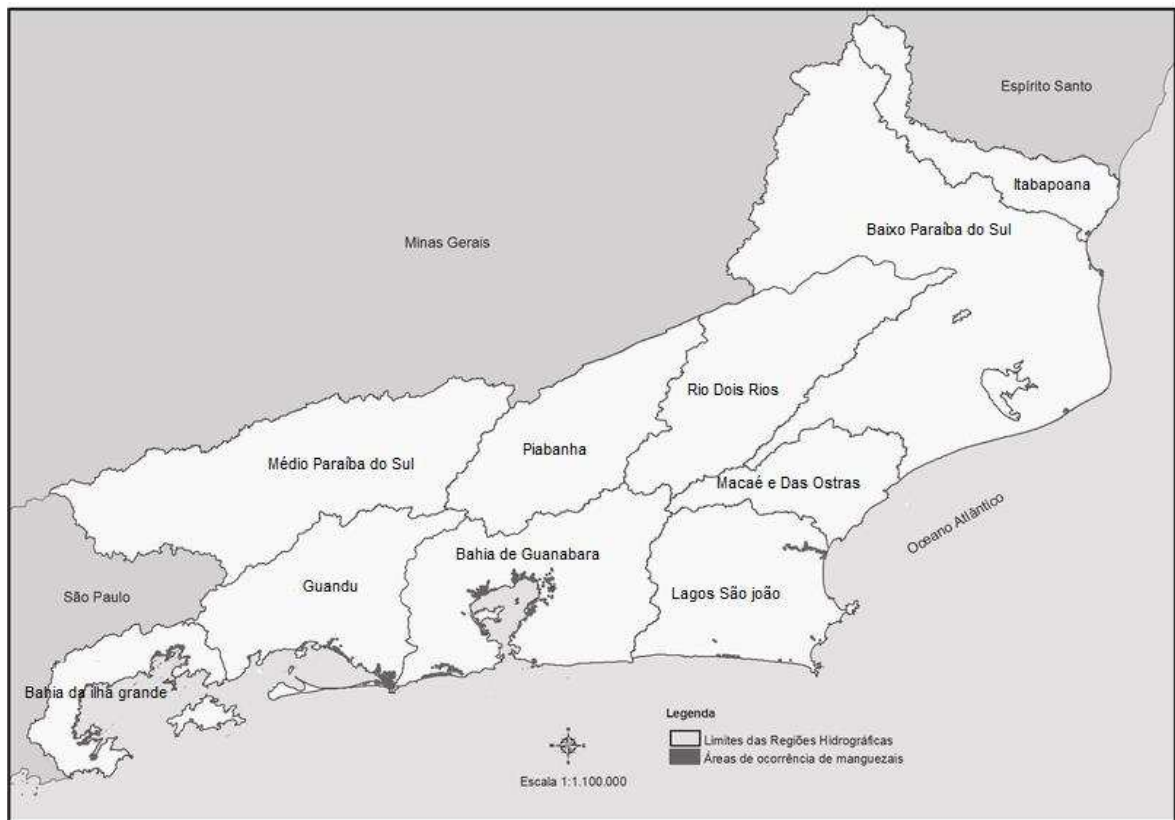 Espírito Santo
Itabapoana
Baixo Paraíba do Sul
Minas Gerais
Rio Dois Rios
Piabanha
Médio Paraíba do Sul
Macaé e Das Ostras
Oceano Atlântico
Bahia de Guanabara
Guandu
Lagos São joão
São Paulo
Bahia da ilha grande
Legenda
Limites das Regiões Hidrográficas
Áreas de ocorrência de manguezais
Escala 1:1.100.000